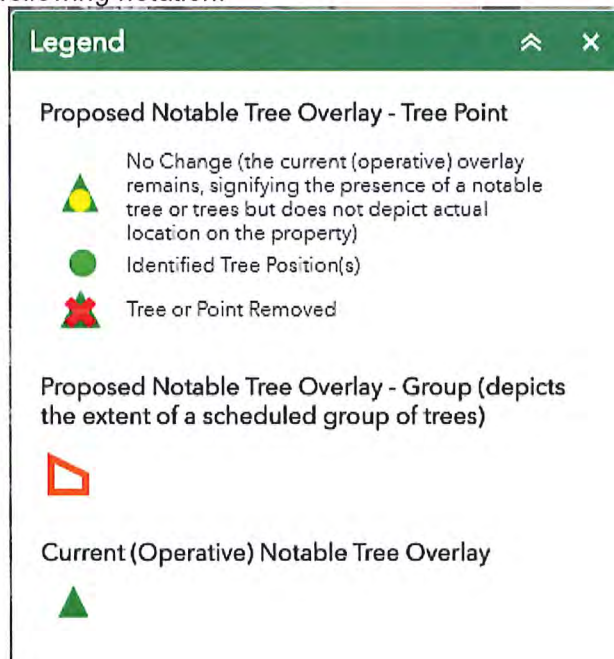 following notation:
Legend
Proposed Notable Tree Overlay - Tree Point
No Change (the current (operative) overlay
remains, signifying the presence of a notable
tree or trees but does not depict actual
location on the property)
Identified Tree Position(s)
Tree or Point Removed
Proposed Notable Tree Overlay - Group (depicts
the extent of a scheduled group of trees)
Current (Operative) Notable Tree Overlay